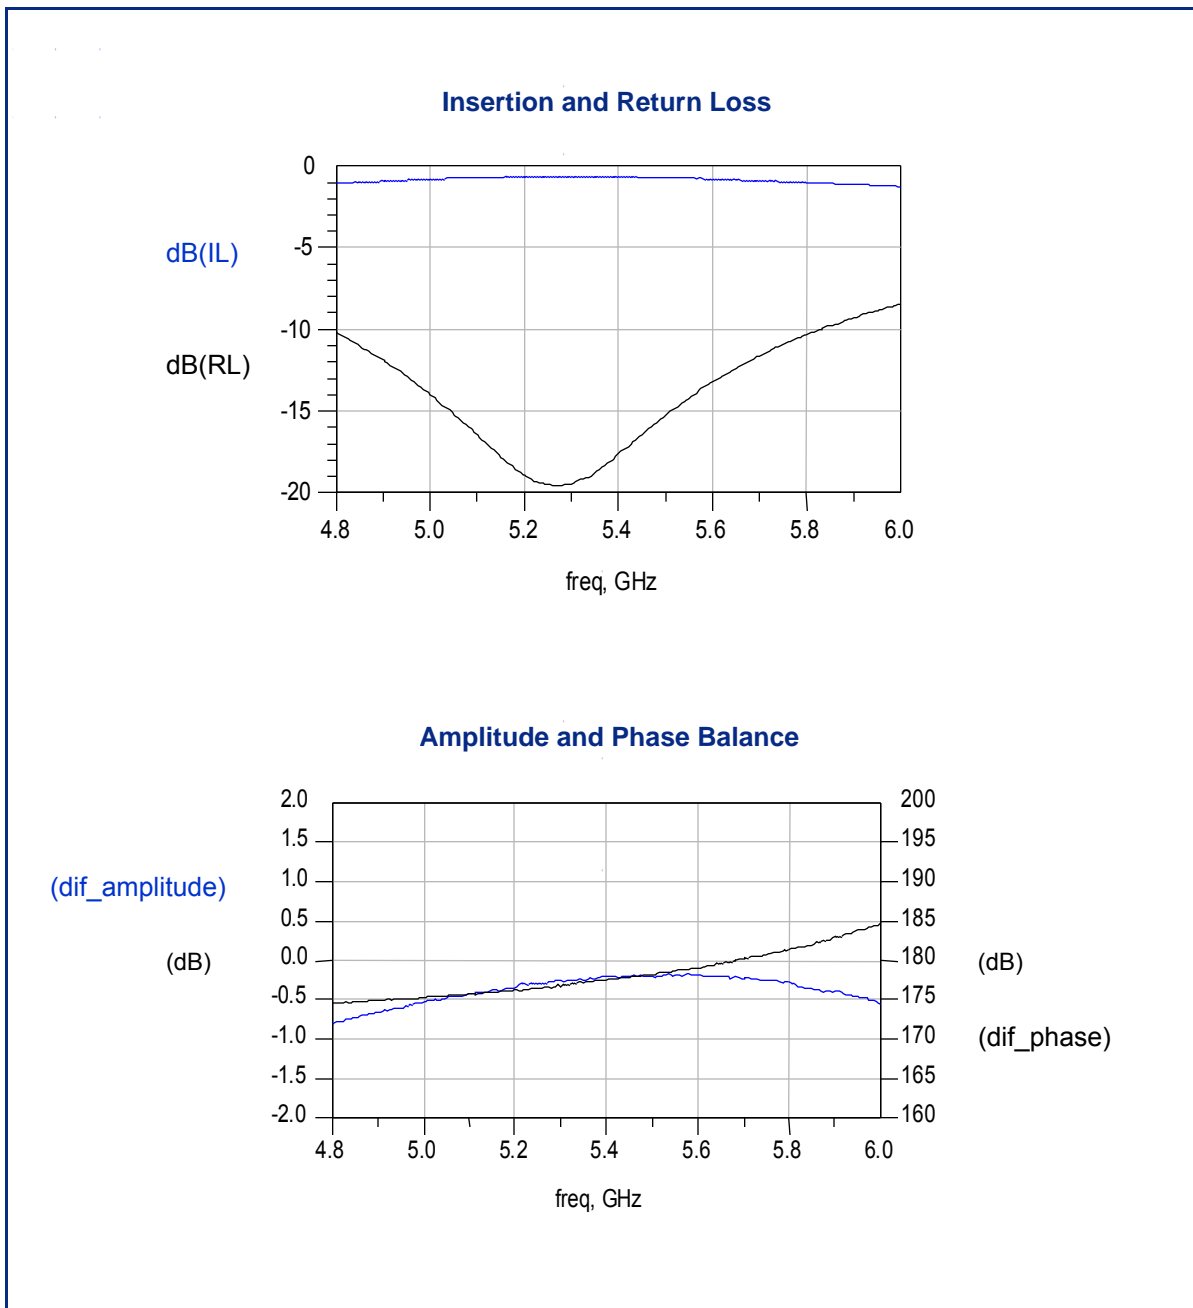 Insertion and Return Loss
0
-5
-10
-15
-20
dB(IL)
dB(RL)
4.8 5.0 5.2 5.4 5.6 5.8 6.0
freq, GHz
Amplitude and Phase Balance
2.0 200
1.5 195
1.0 190
(dif_amplitude)
0.5 185
(dB) 0.0 180 (dB)
-0.5 175
-1.0 170 (dif_phase)
-1.5 165
-2.0 160
4.8 5.0 5.2 5.4 5.6 5.8 6.0
freq, GHz